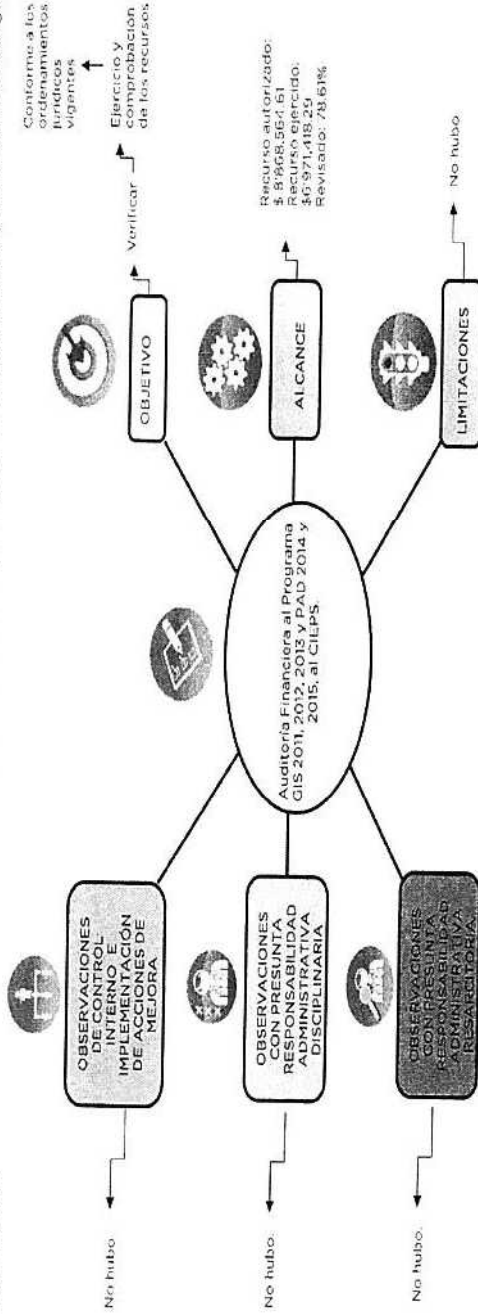 Auditoría Financiera al Programa
GIS 2011, 2012, 2013 y PAD 2014 y
2015, al CIEPS.
OBJETIVO
Verificar
Ejercicio y
comprobación
de los recursos
Conforme a los
ordenamientos
jurídicos
vigentes
ALCANCE
Recurso autorizado:
$ 8'868,564.61
Recurso ejercido:
$6'971,418.29
Revisado: 78.61%
LIMITACIONES
No hubo
OBSERVACIONES
DE CONTROL
INTERNO E
IMPLEMENTACIÓN
DE ACCIONES DE
MEJORA
No hubo
OBSERVACIONES
CON PRESUNTA
RESPONSABILIDAD
ADMINISTRATIVA
DISCIPLINARIA
No hubo.
OBSERVACIONES
CON PRESUNTA
RESPONSABILIDAD
ADMINISTRATIVA
RESARCITORIA.
No hubo.